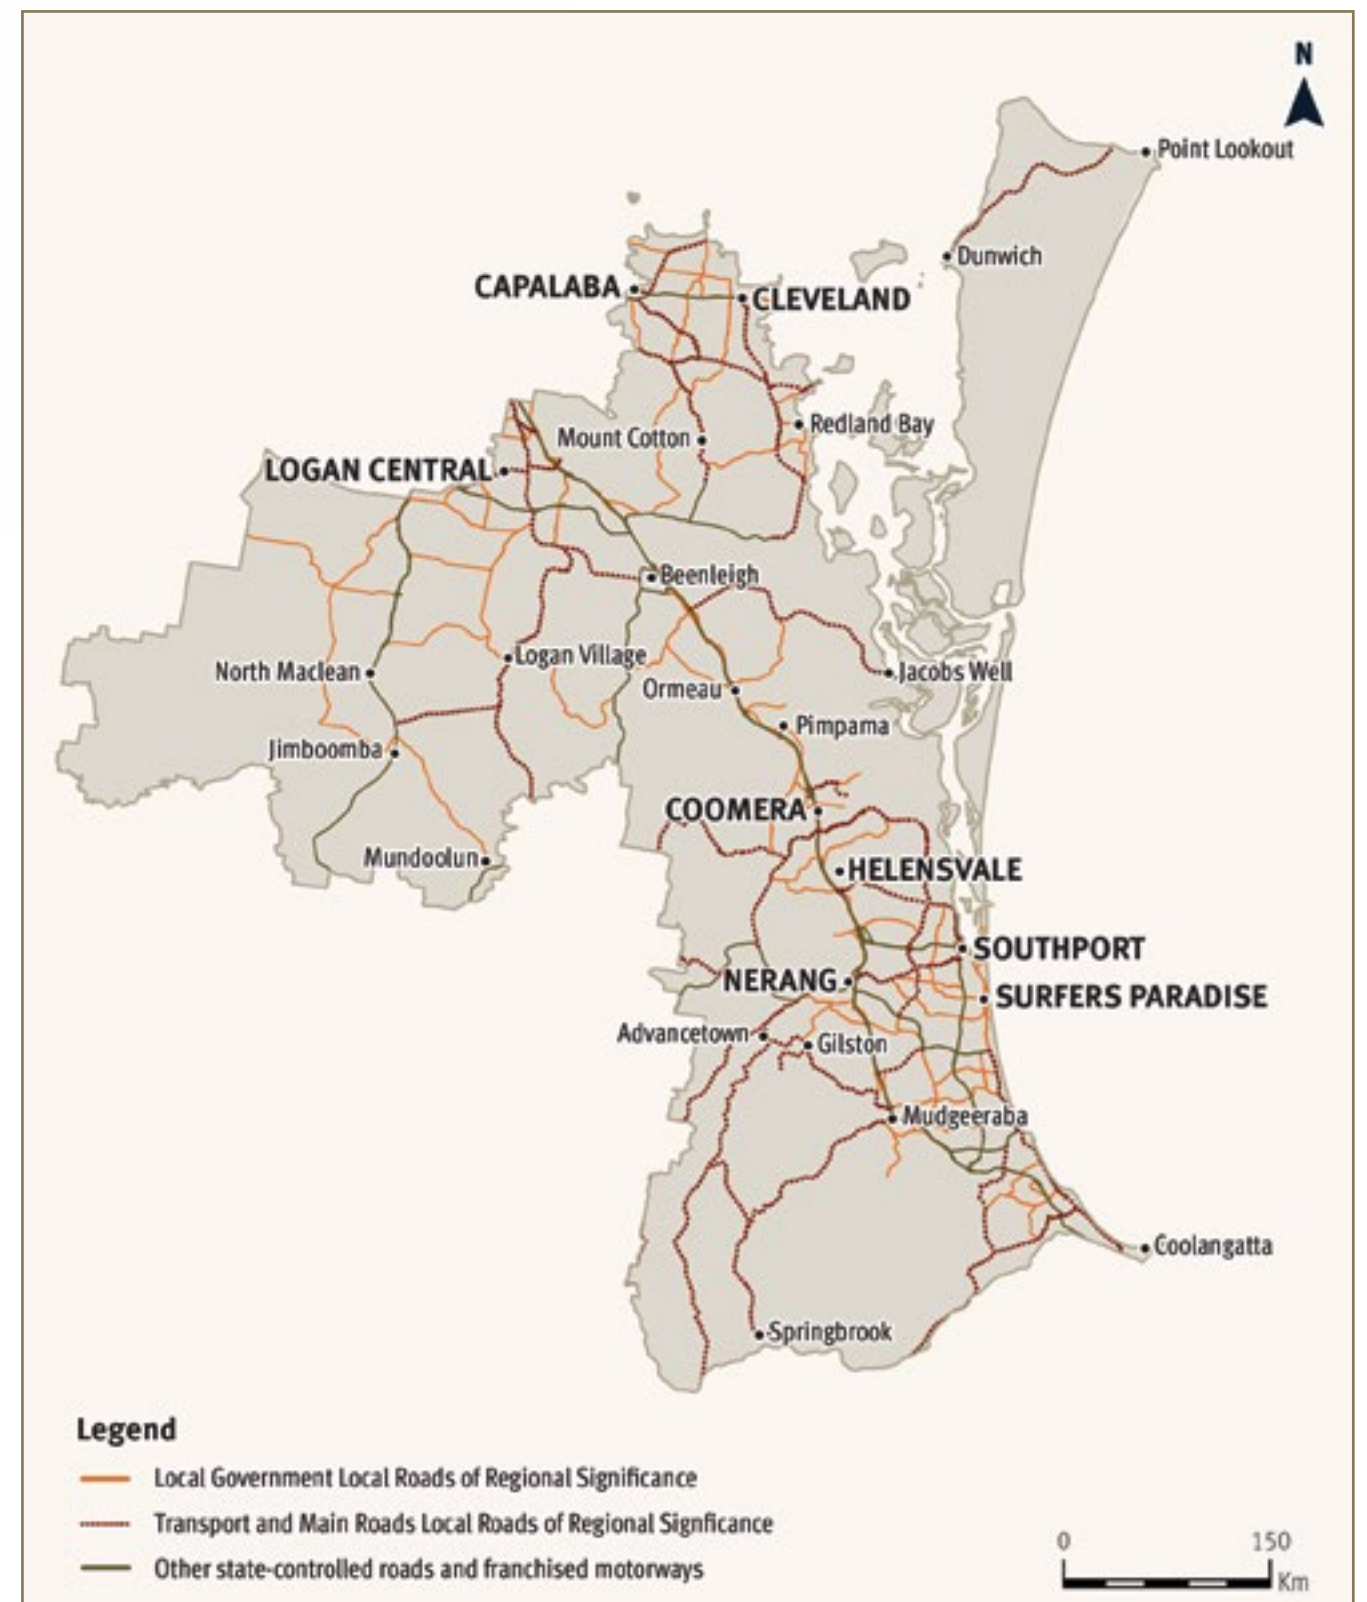 N
Point Lookout
Dunwich
CAPALABA
CLEVELAND
Redland Bay
Mount Cotton
LOGAN CENTRAL
Beenleigh
Logan Village
North Maclean
Jacobs Well
Ormeau
Pimpama
Jimboomba
COOMERA
Mundoolun
HELENSVALE
SOUTHPORT
NERANG
SURFERS PARADISE
Advancetown
Gilston
Mudgeeraba
Coolangatta
Springbrook
Legend
Local Government Local Roads of Regional Significance
Transport and Main Roads Local Roads of Regional Signficance
Other state-controlled roads and franchised motorways
0 150
Km